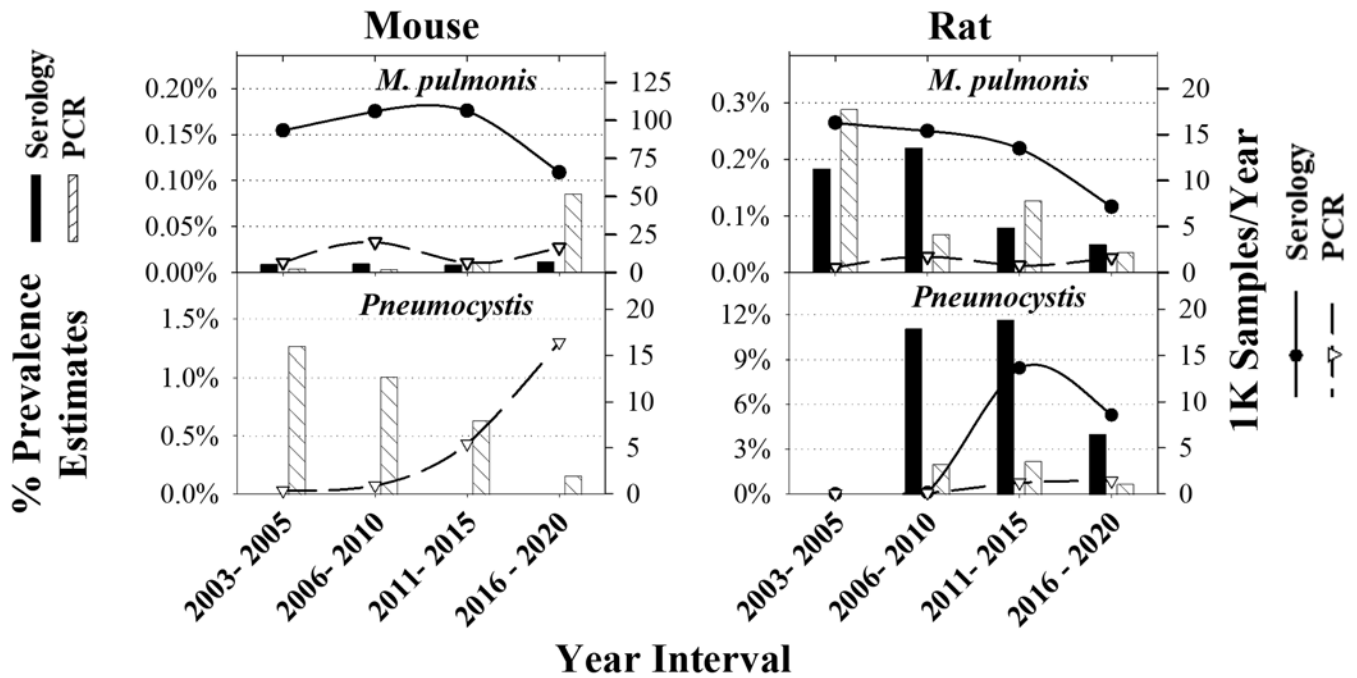 Mouse
Rat
Serology
PCR
% Prevalence
Estimates
M. pulmonis
0.20%
0.15%
0.10%
0.05%
0.00%
125
100
75
50
25
0
M. pulmonis
0.3%
0.2%
0.1%
0.0%
20
15
10
5
0
Pneumocystis
1.5%
1.0%
0.5%
0.0%
20
15
10
5
0
Pneumocystis
12%
9%
6%
3%
0%
20
15
10
5
0
1K Samples/Year
Serology
PCR
2003- 2005
2006- 2010
2011- 2015
2016 - 2020
2003- 2005
2006- 2010
2011- 2015
2016 - 2020
Year Interval